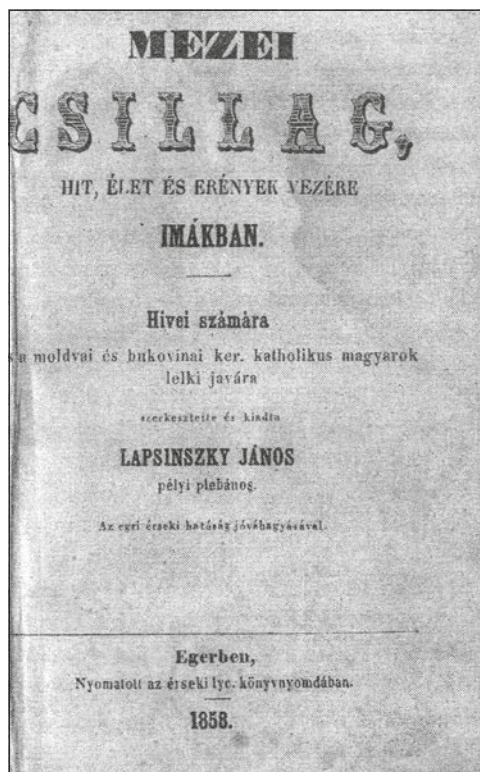 MEZEI
CSILLAG,
HIT, ÉLET ÉS ERÉNYEK VEZÉRE
IMÁKBAN.
Hivei számára
s a moldvai és bukovinai ker. katholikus magyarok
lelki javára
szerkesztette és kiadta
LAPSINSZKY JÁNOS
pélyi plebános.
Az egri érseki hatóság jóváhagyásával.
Egerben,
Nyomatott az érseki lyc. könyvnyomdában.
1858.